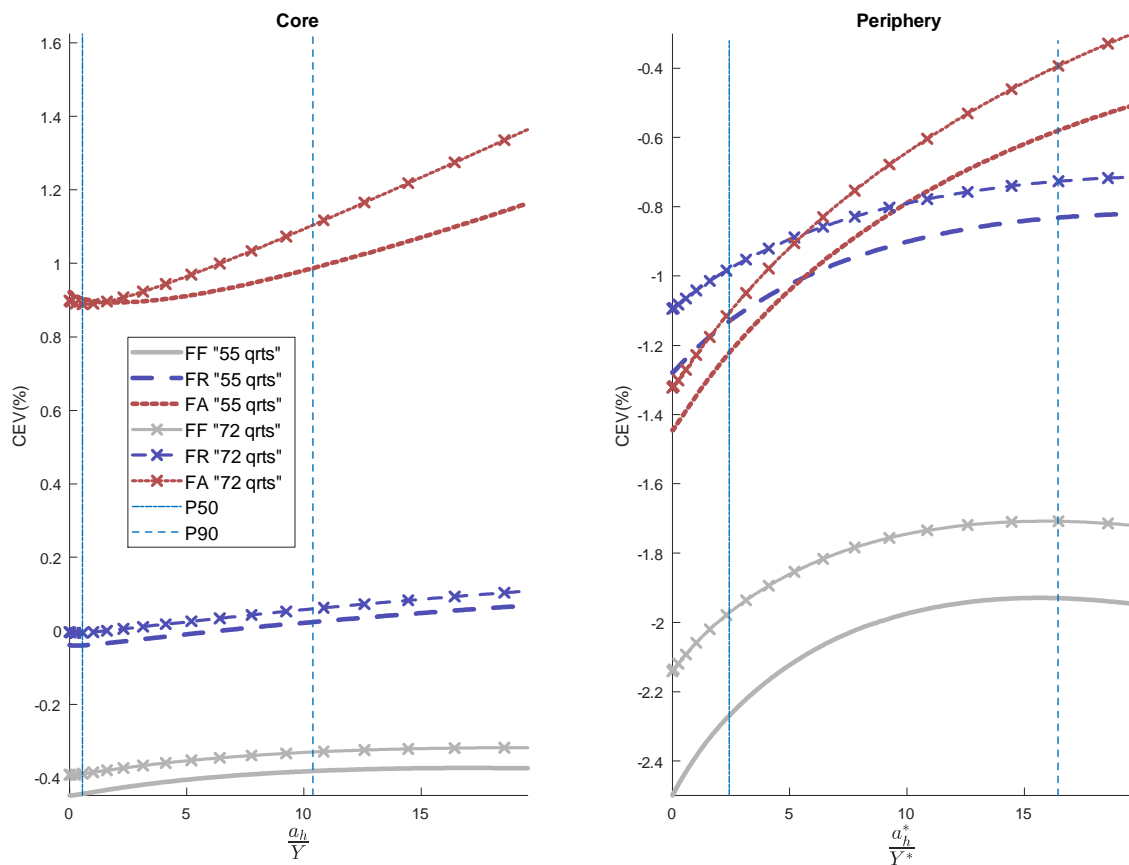 Core
1.6
1.4
1.2
1
0.8
0.6
0.4
0.2
0
-0.2
-0.4
CEV(%)
FF "55 qrts"
FR "55 qrts"
FA "55 qrts"
FF "72 qrts"
FR "72 qrts"
FA "72 qrts"
P50
P90
0 5 10 15
a_h
Y
Periphery
-0.4
-0.6
-0.8
-1
-1.2
-1.4
-1.6
-1.8
-2
-2.2
-2.4
CEV(%)
0 5 10 15
a_h^*
Y^*